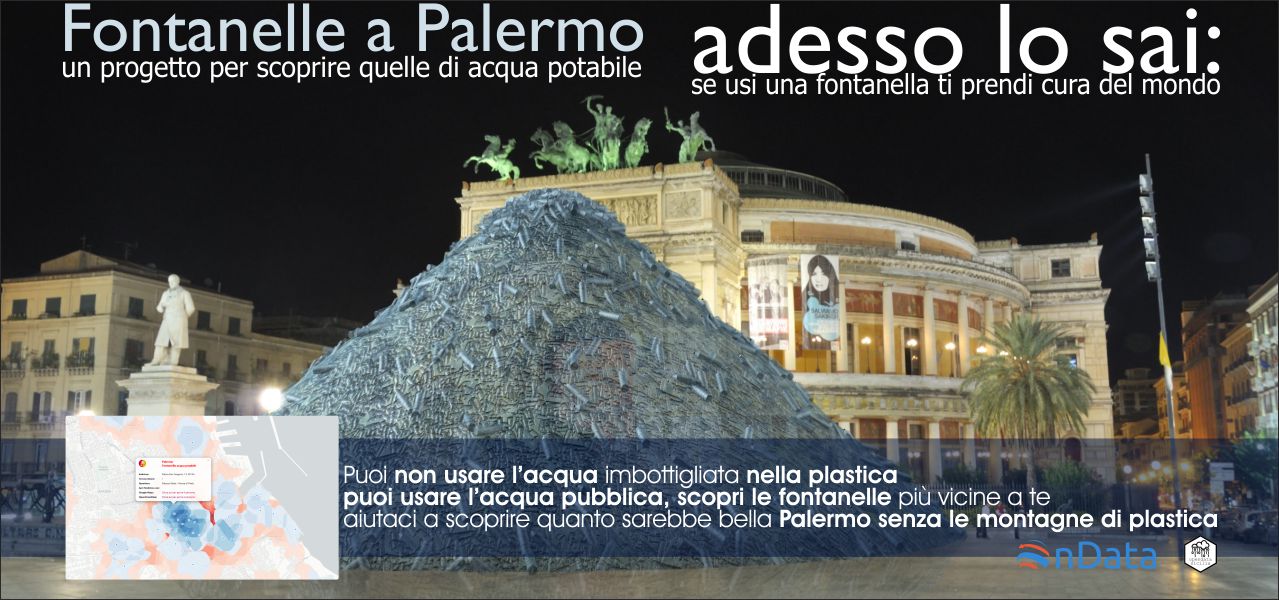 Fontanelle a Palermo
un progetto per scoprire quelle di acqua potabile
adesso lo sai:
se usi una fontanella ti prendi cura del mondo
Puoi non usare l'acqua imbottigliata nella plastica
puoi usare l'acqua pubblica, scopri le fontanelle più vicine a te
aiutaci a scoprire quanto sarebbe bella Palermo senza le montagne di plastica
onData